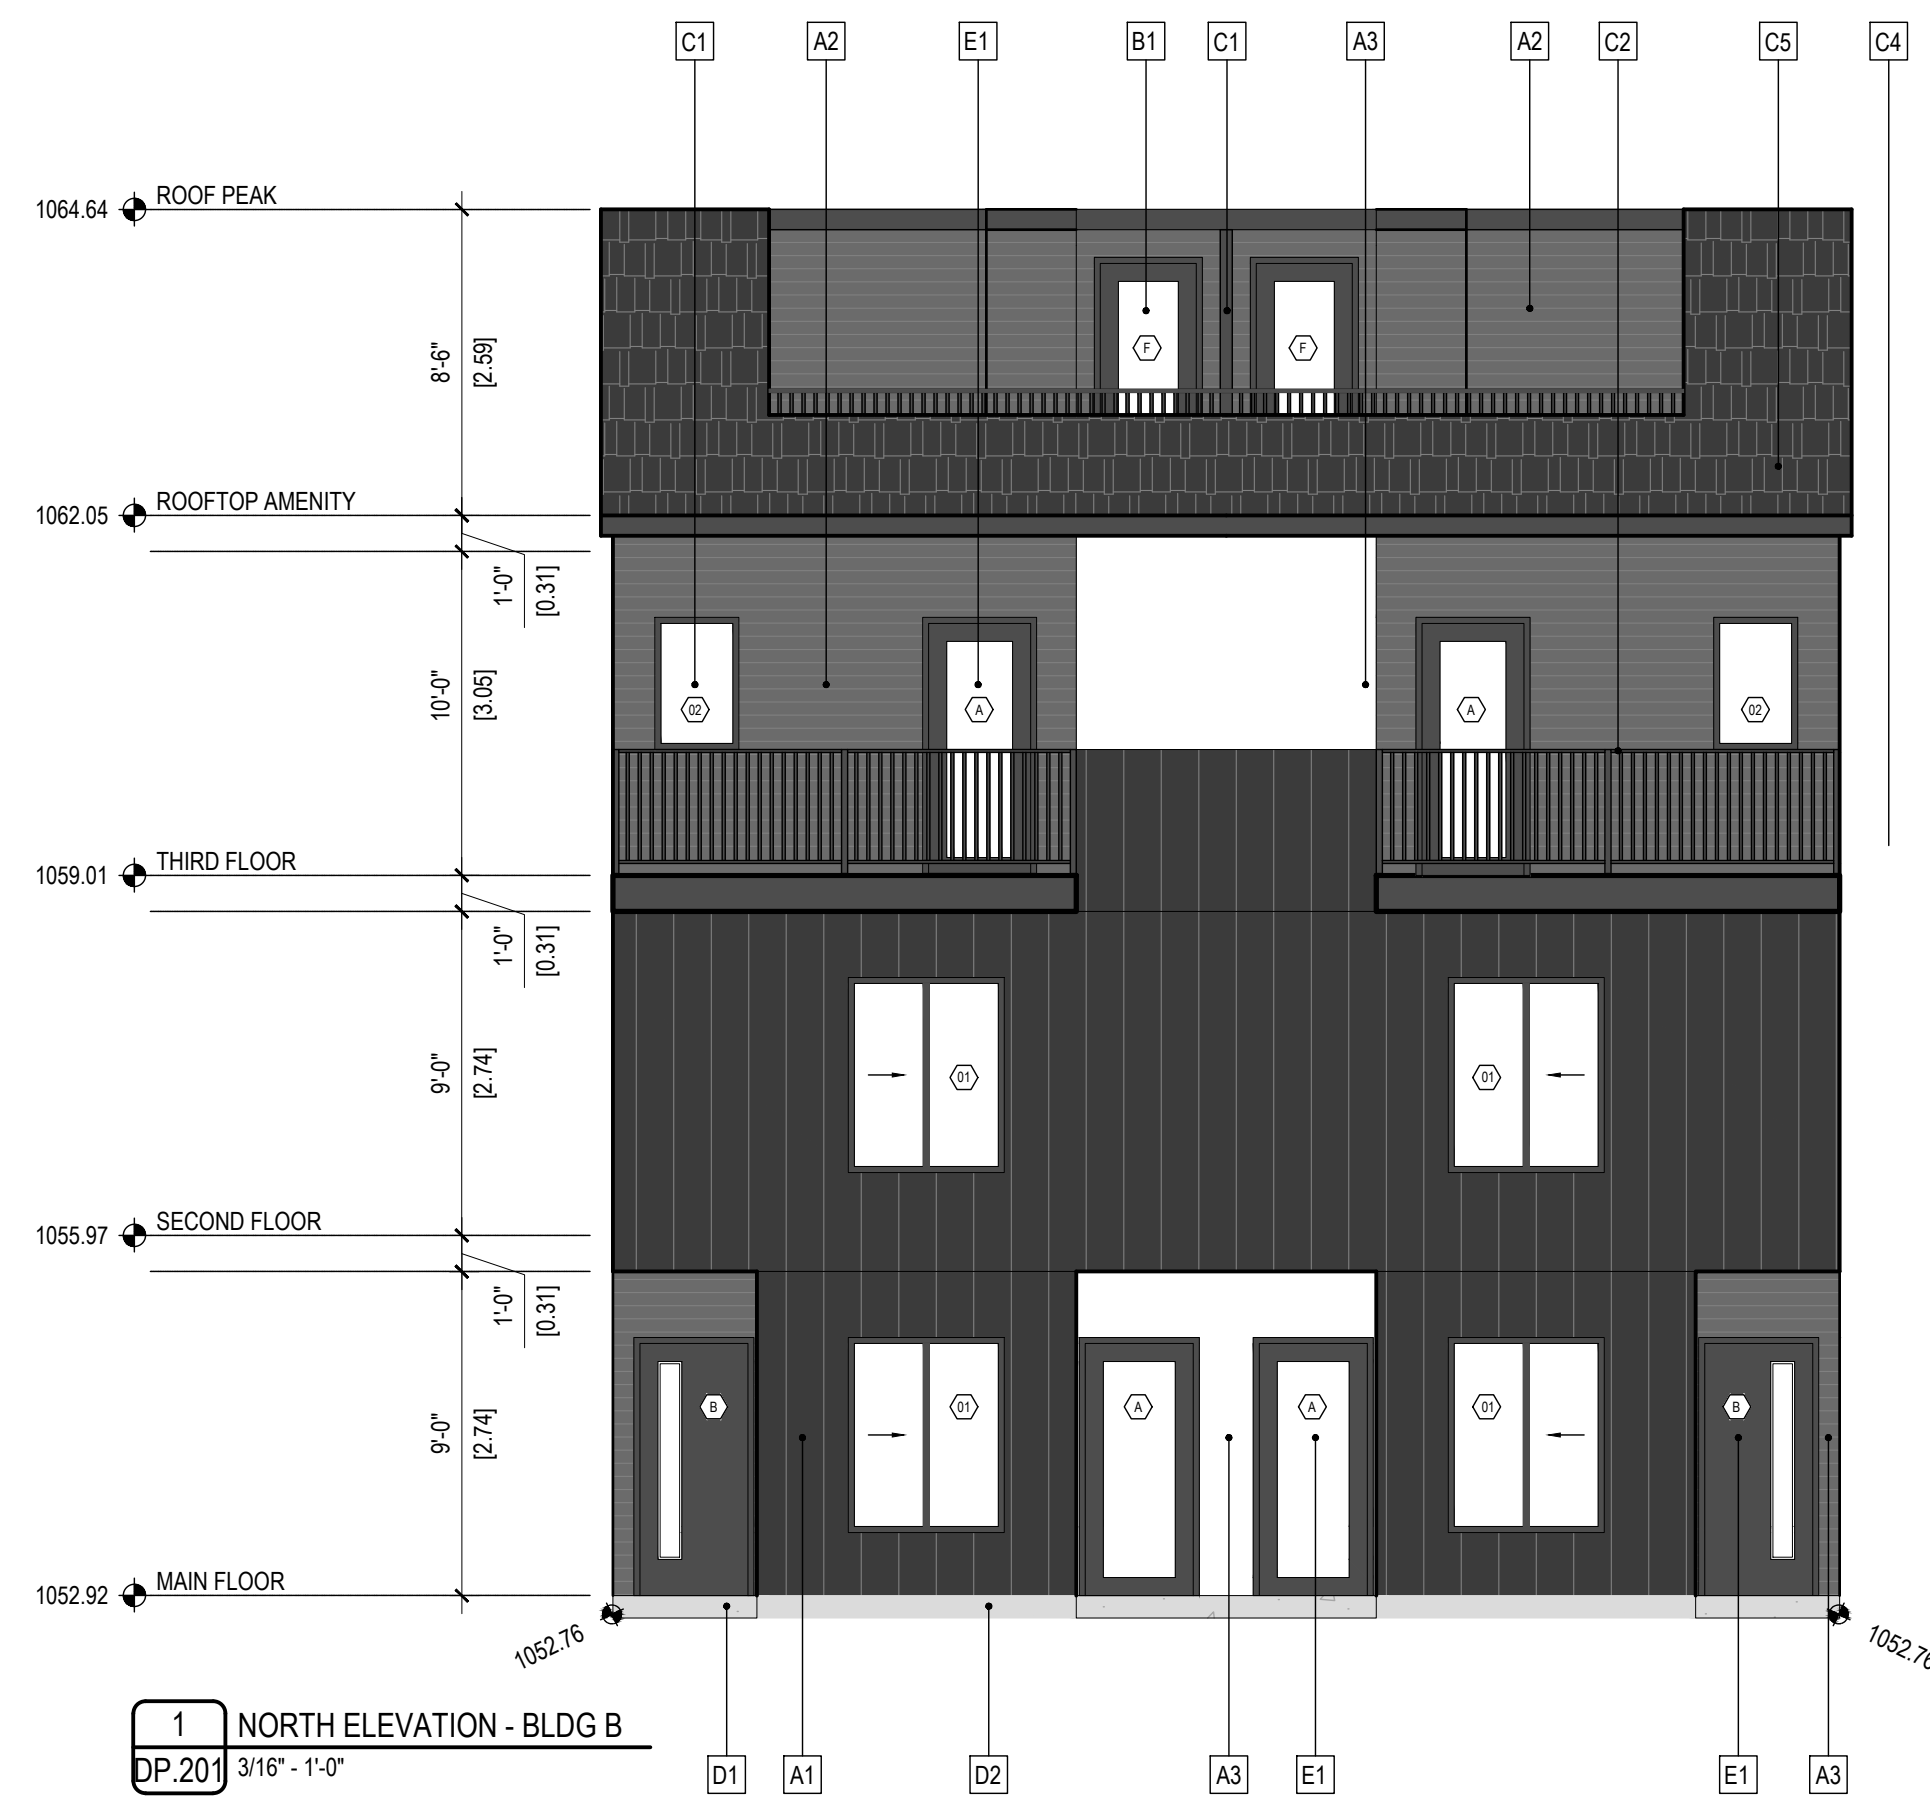 C1 A2 E1 B1 C1 A3 A2 C2 C5 C4
1064.64 ROOF PEAK
8'-6" [2.59]
F F
1062.05 ROOFTOP AMENITY
1'-0" [0.31]
10'-0" [3.05]
02 A A 02
1059.01 THIRD FLOOR
1'-0" [0.31]
9'-0" [2.74]
01 01
1055.97 SECOND FLOOR
1'-0" [0.31]
9'-0" [2.74]
B 01 A A 01 B
1052.92 MAIN FLOOR
1052.76 1052.76
1 NORTH ELEVATION - BLDG B
DP.201 3/16" - 1'-0"
D1 A1 D2 A3 E1 E1 A3